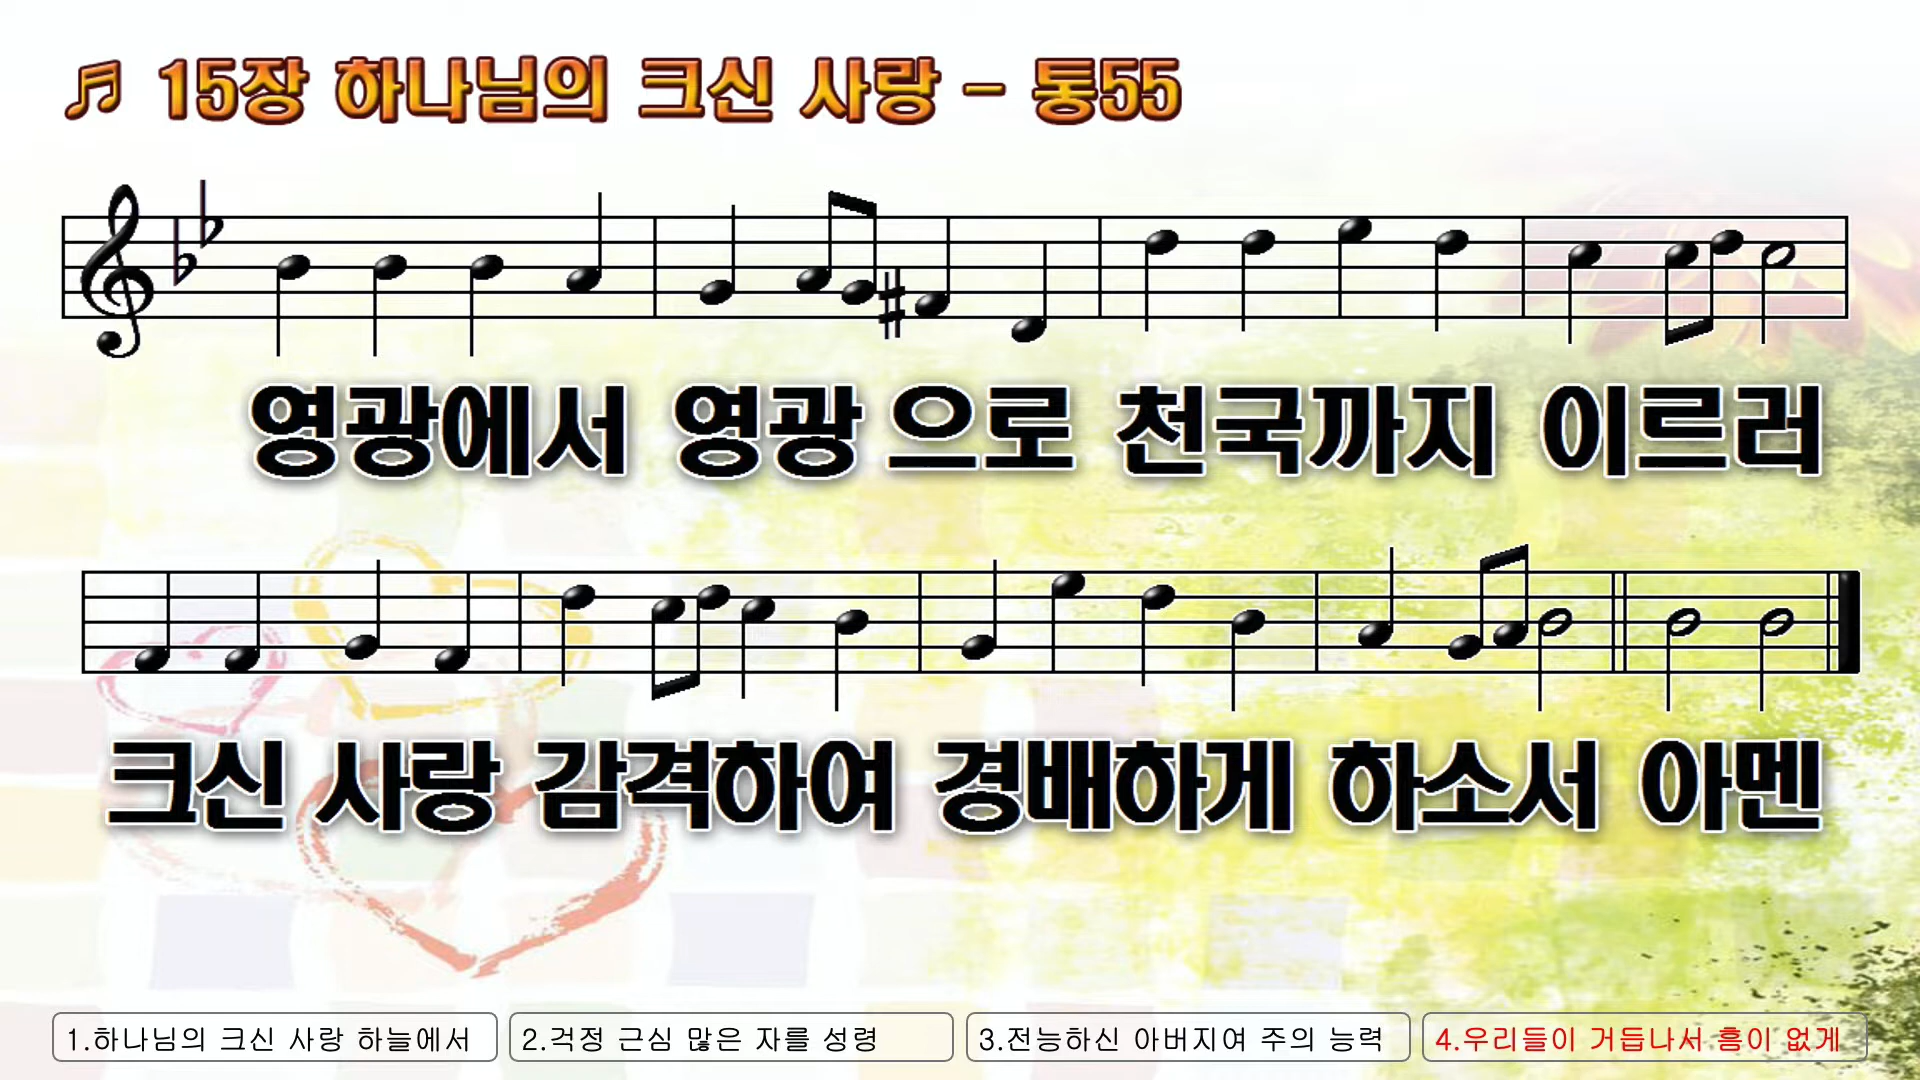 15장 하나님의 크신 사랑 - 통55
영광에서 영광으로 천국까지 이르러
크신 사랑 감격하여 경배하게 하소서 아멘
1.하나님의 크신 사랑 하늘에서
2.걱정 근심 많은 자를 성령
3.전능하신 아버지여 주의 능력
4.우리들이 거듭나서 흠이 없게